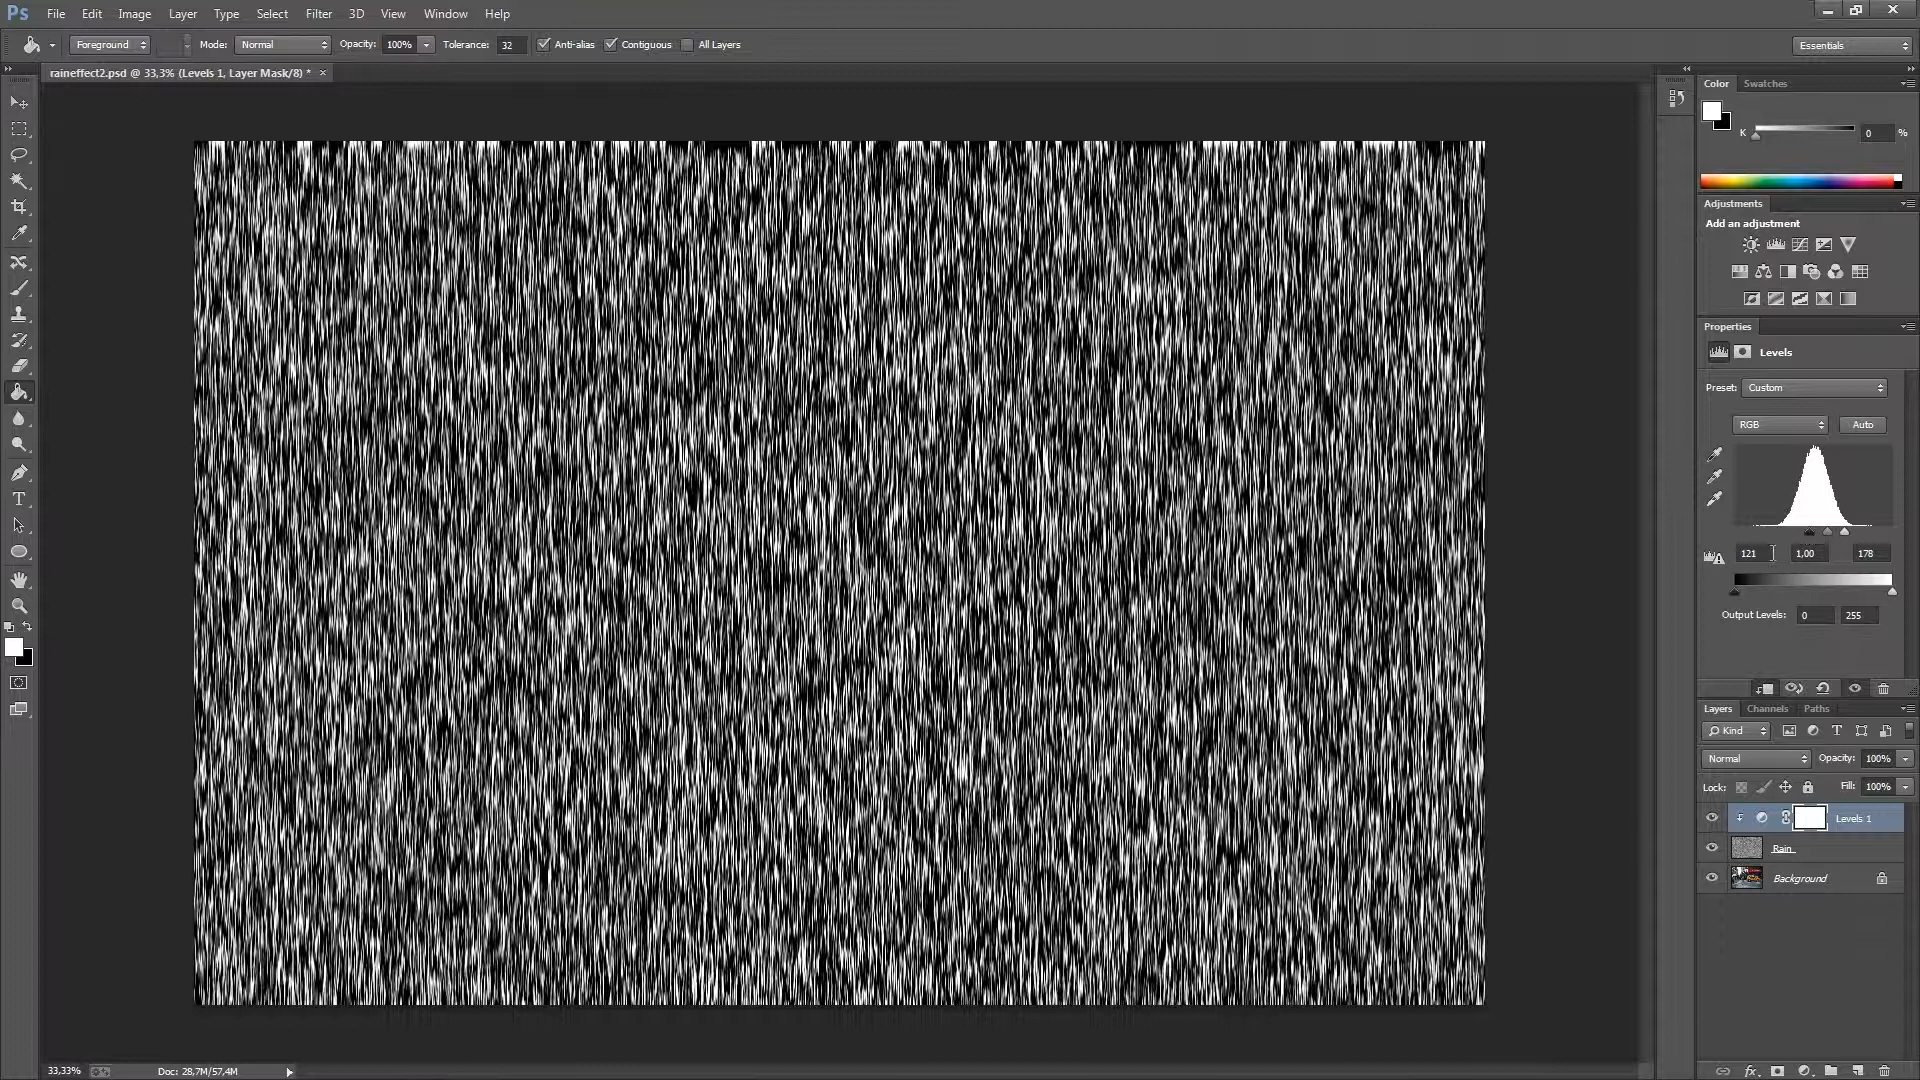 Ps File Edit Image Layer Type Select Filter 3D View Window Help
Foreground Mode: Normal Opacity: 100% Tolerance: 32 Anti-alias Contiguous All Layers Essentials
raineffect2.psd @ 33,3% (Levels 1, Layer Mask/8) * ×
Color Swatches
K 0 %
Adjustments
Add an adjustment
Properties
Levels
Preset: Custom
RGB Auto
121 1,00 178
Output Levels: 0 255
Layers Channels Paths
Kind
Normal Opacity: 100%
Lock: Fill: 100%
Levels 1
Rain
Background
33,33% Doc: 28,7M/57,4M